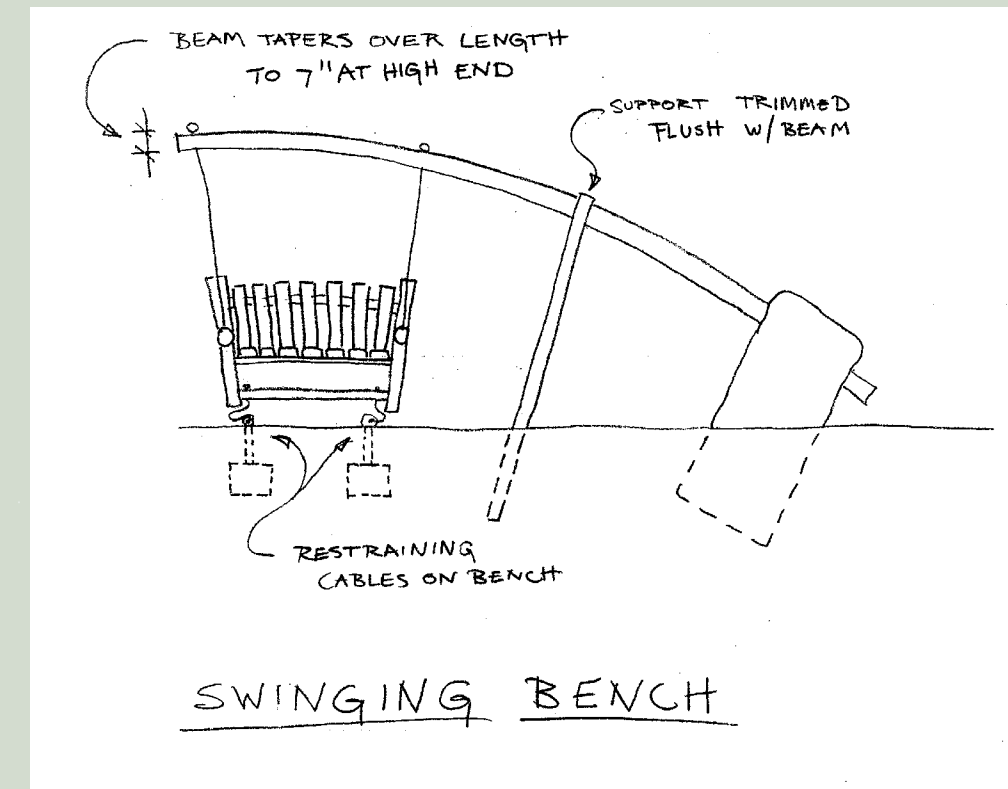 BEAM TAPERS OVER LENGTH
TO 7" AT HIGH END
SUPPORT TRIMMED
FLUSH W/ BEAM
RESTRAINING
CABLES ON BENCH
SWINGING BENCH